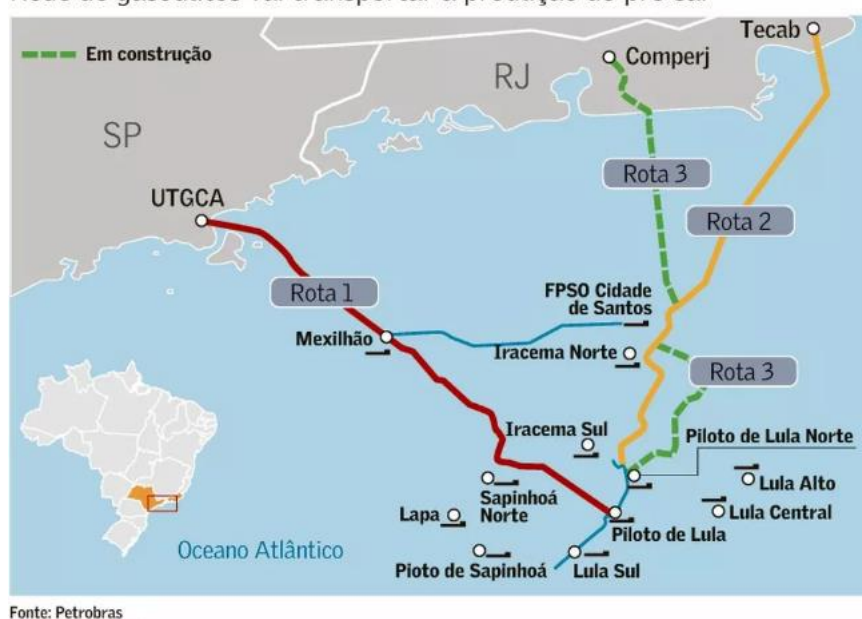 Em construção
SP
RJ
Comperj
Tecab
UTGCA
Rota 3
Rota 2
Rota 1
FPSO Cidade
de Santos
Mexilhão
Iracema Norte
Rota 3
Iracema Sul
Piloto de Lula Norte
Sapinhoá
Norte
Lula Alto
Lapa
Lula Central
Piloto de Lula
Oceano Atlântico
Pioto de Sapinhoá
Lula Sul
Fonte: Petrobras